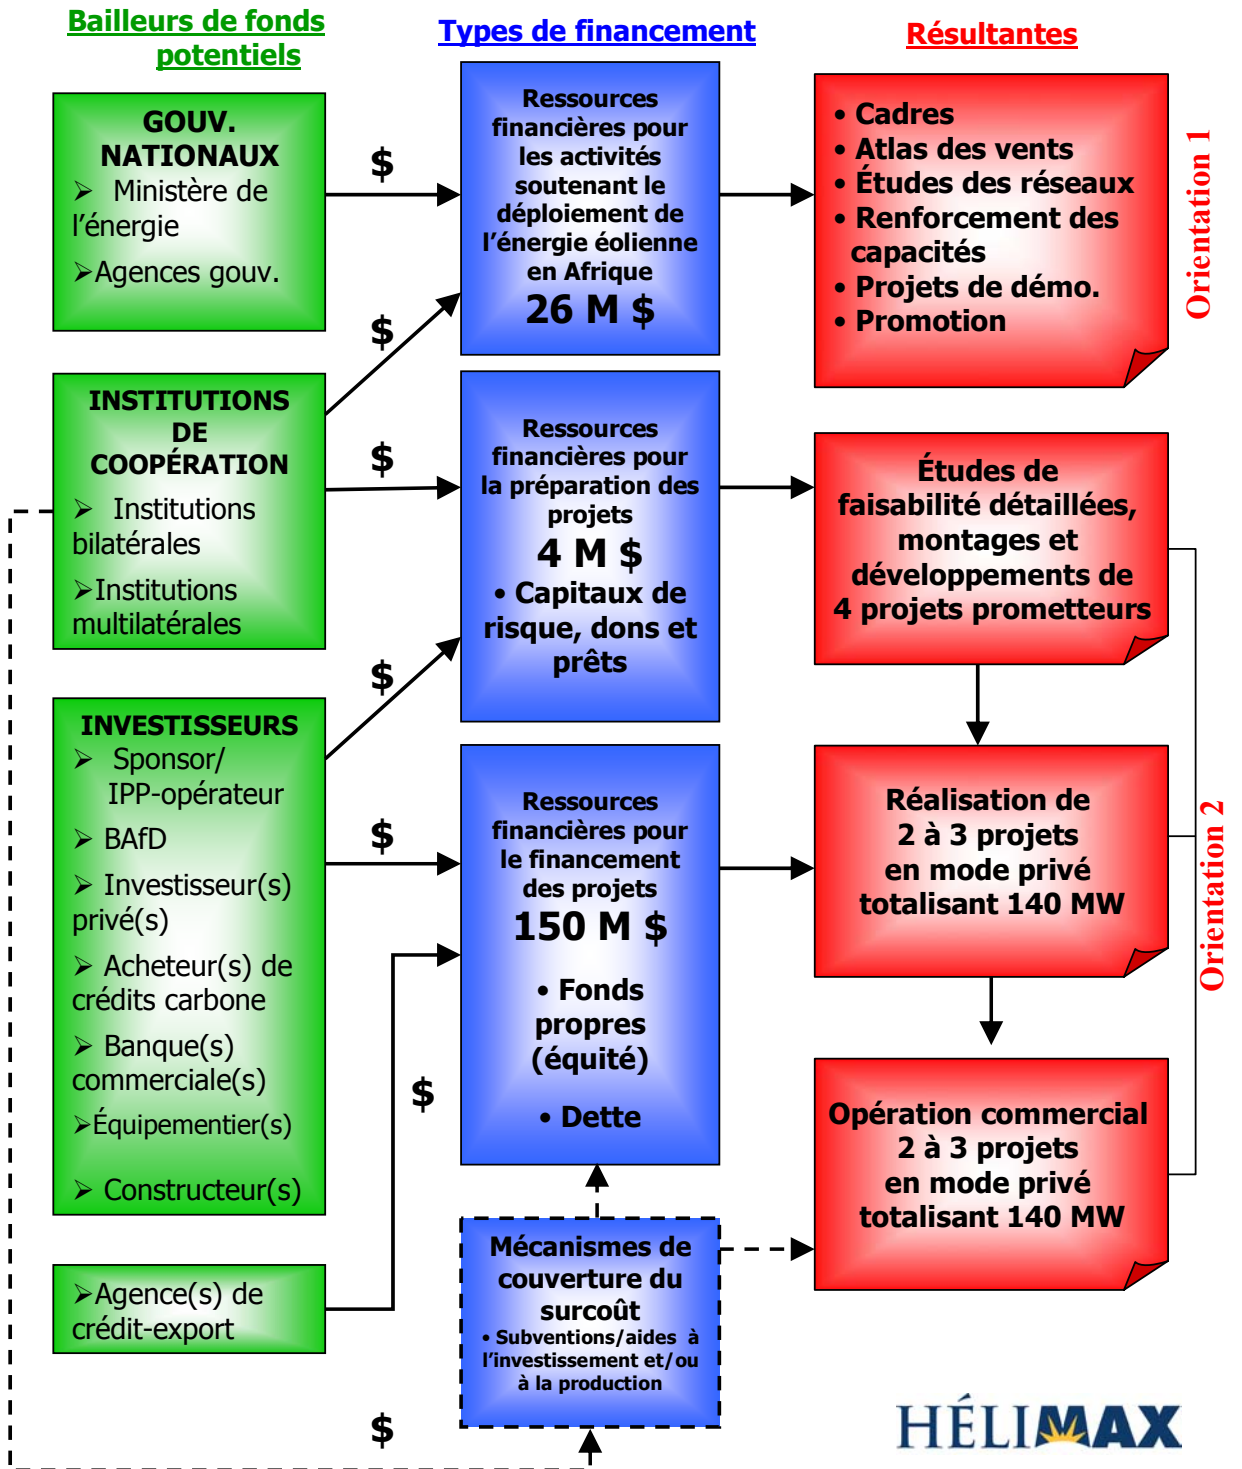 Bailleurs de fonds
potentiels
Types de financement
Résultantes
GOUV.
NATIONAUX
➢ Ministère de
l'énergie
➢Agences gouv.
$
Ressources
financières pour
les activités
soutenant le
déploiement de
l'énergie éolienne
en Afrique
26 M $
• Cadres
• Atlas des vents
• Études des réseaux
• Renforcement des
capacités
• Projets de démo.
• Promotion
Orientation 1
$
INSTITUTIONS
DE
COOPÉRATION
➢ Institutions
bilatérales
➢Institutions
multilatérales
$
Ressources
financières pour
la préparation des
projets
4 M $
• Capitaux de
risque, dons et
prêts
Études de
faisabilité détaillées,
montages et
développements de
4 projets prometteurs
$
INVESTISSEURS
➢ Sponsor/
IPP-opérateur
➢ BAfD
➢ Investisseur(s)
privé(s)
➢ Acheteur(s) de
crédits carbone
➢ Banque(s)
commerciale(s)
➢Équipementier(s)
➢ Constructeur(s)
$
Ressources
financières pour
le financement
des projets
150 M $
• Fonds
propres
(équité)
• Dette
Réalisation de
2 à 3 projets
en mode privé
totalisant 140 MW
Orientation 2
$
Opération commercial
2 à 3 projets
en mode privé
totalisant 140 MW
➢Agence(s) de
crédit-export
Mécanismes de
couverture du
surcoût
• Subventions/aides à
l'investissement et/ou
à la production
$
HÉLIMAX